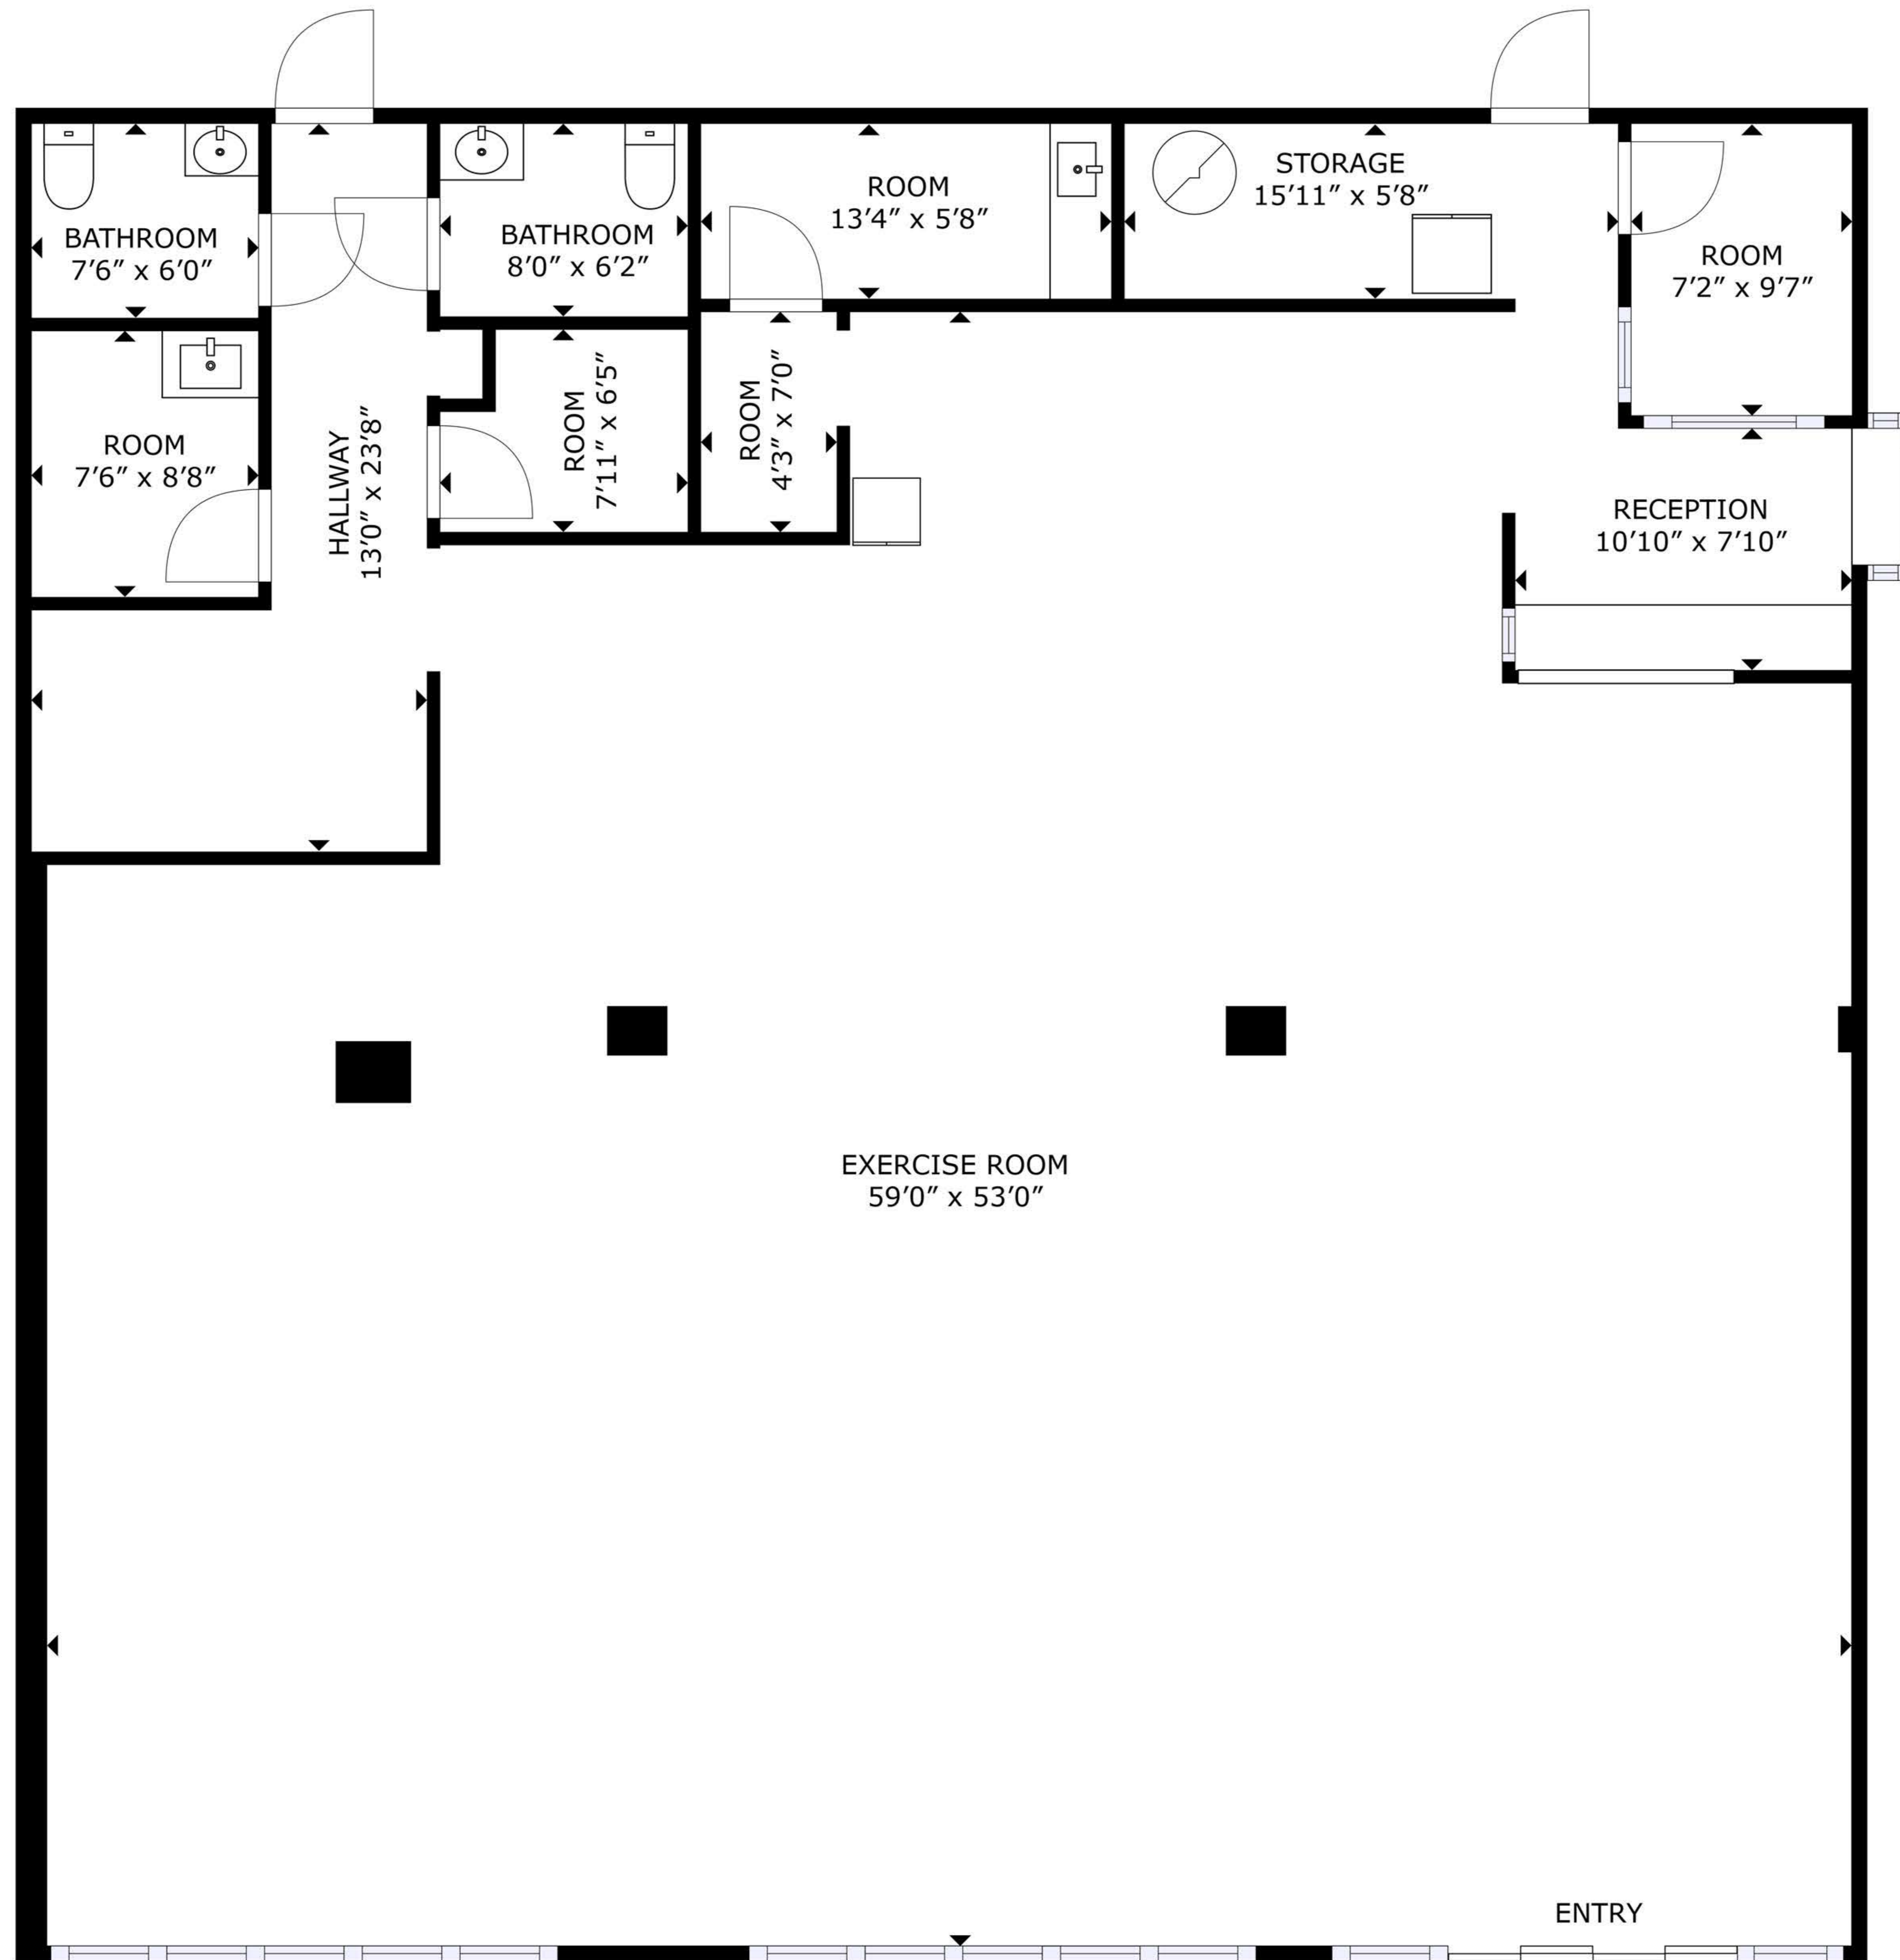 BATHROOM
7'6" x 6'0"
BATHROOM
8'0" x 6'2"
ROOM
13'4" x 5'8"
STORAGE
15'11" x 5'8"
ROOM
7'2" x 9'7"
ROOM
7'6" x 8'8"
HALLWAY
13'0" x 23'8"
ROOM
7'11" x 6'5"
ROOM
4'3" x 7'0"
RECEPTION
10'10" x 7'10"
EXERCISE ROOM
59'0" x 53'0"
ENTRY